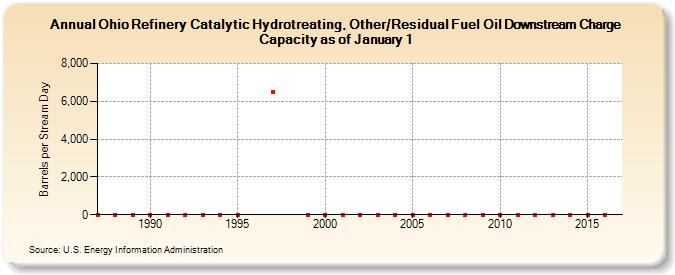 Annual Ohio Refinery Catalytic Hydrotreating, Other/Residual Fuel Oil Downstream Charge
Capacity as of January 1
Barrels per Stream Day
8,000
6,000
4,000
2,000
0
1990 1995 2000 2005 2010 2015
Source: U.S. Energy Information Administration